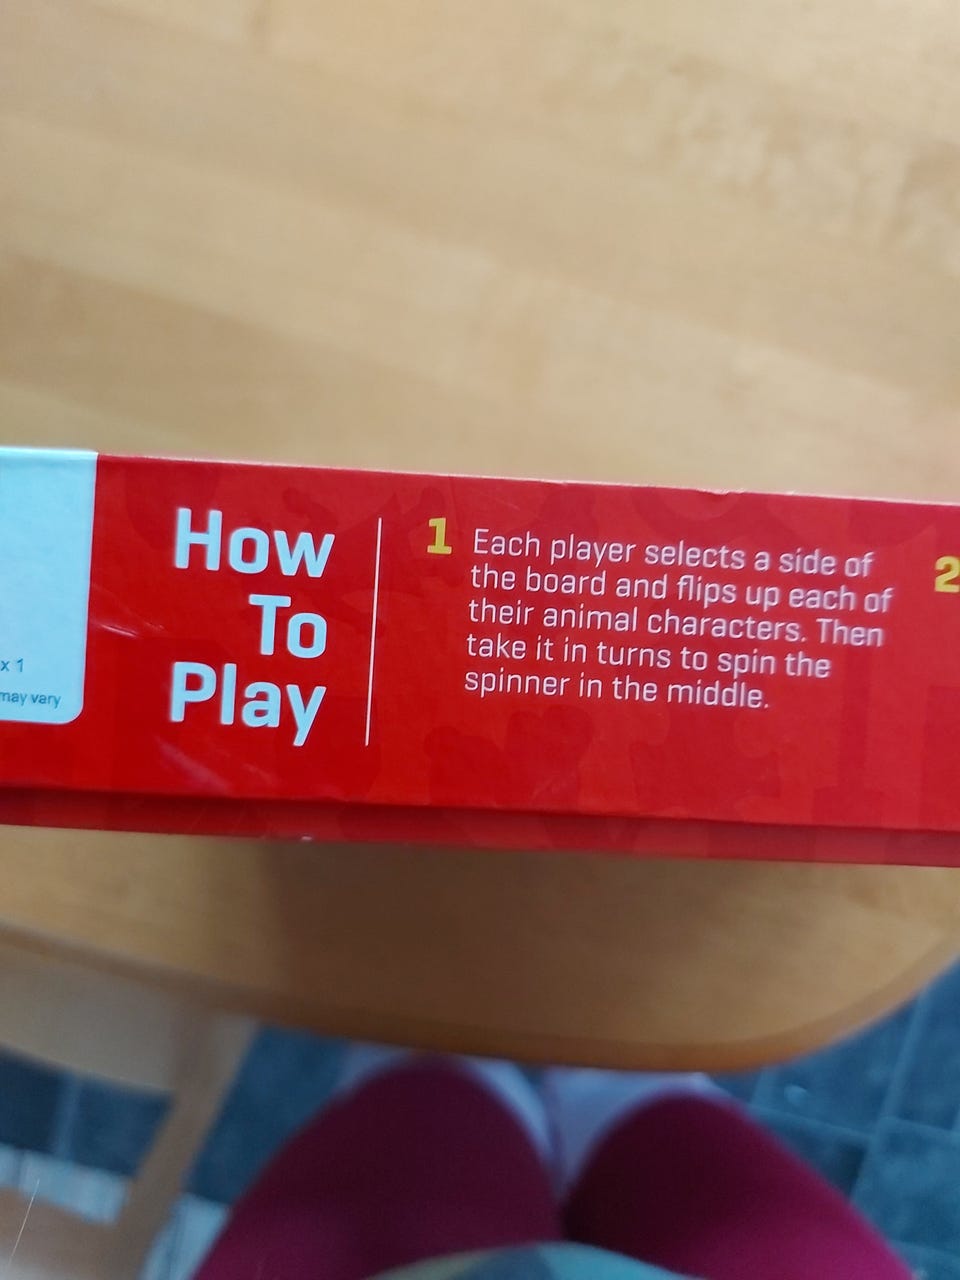 x 1
may vary
How
To
Play
1
Each player selects a side of
the board and flips up each of
their animal characters. Then
take it in turns to spin the
spinner in the middle.
2